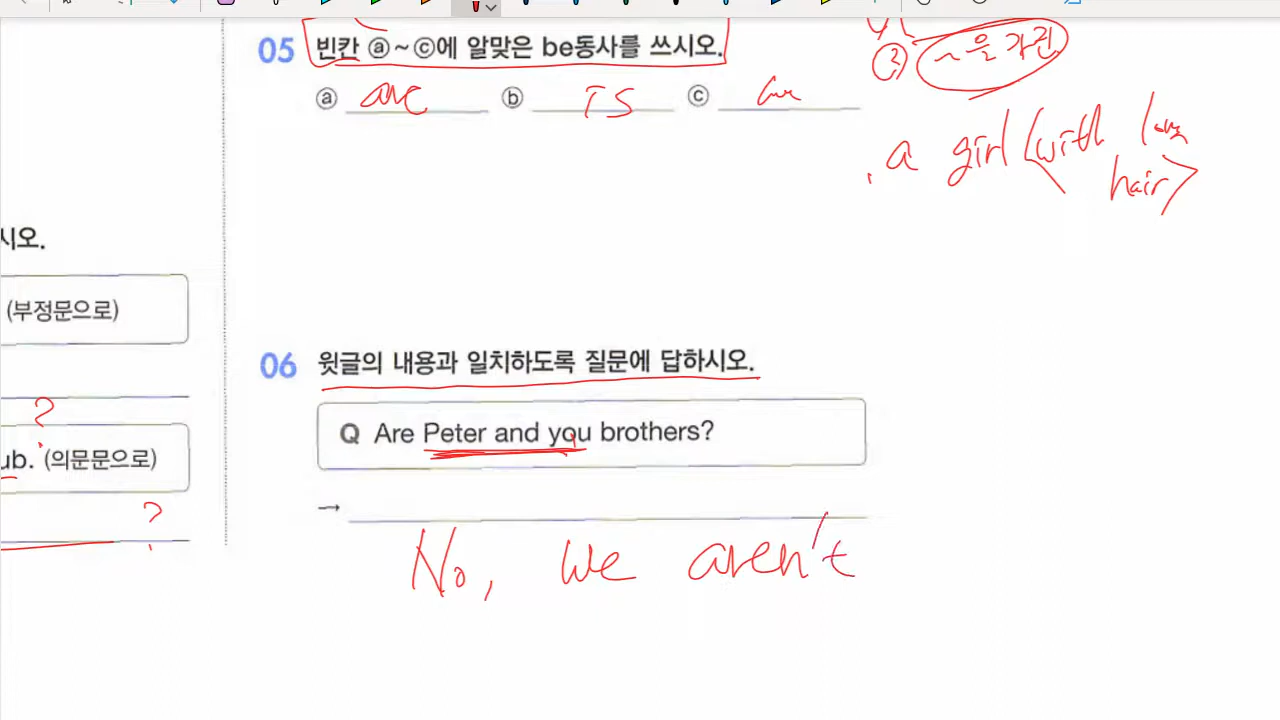 05 빈칸 ⓐ~ⓒ에 알맞은 be동사를 쓰시오.
ⓐ are ⓑ is ⓒ are
③ ~을 가진
a girl (with long
hair>
시오.
(부정문으로)
06 윗글의 내용과 일치하도록 질문에 답하시오.
?
Q Are Peter and you brothers?
ub. (의문문으로)
?
→
No, we aren't